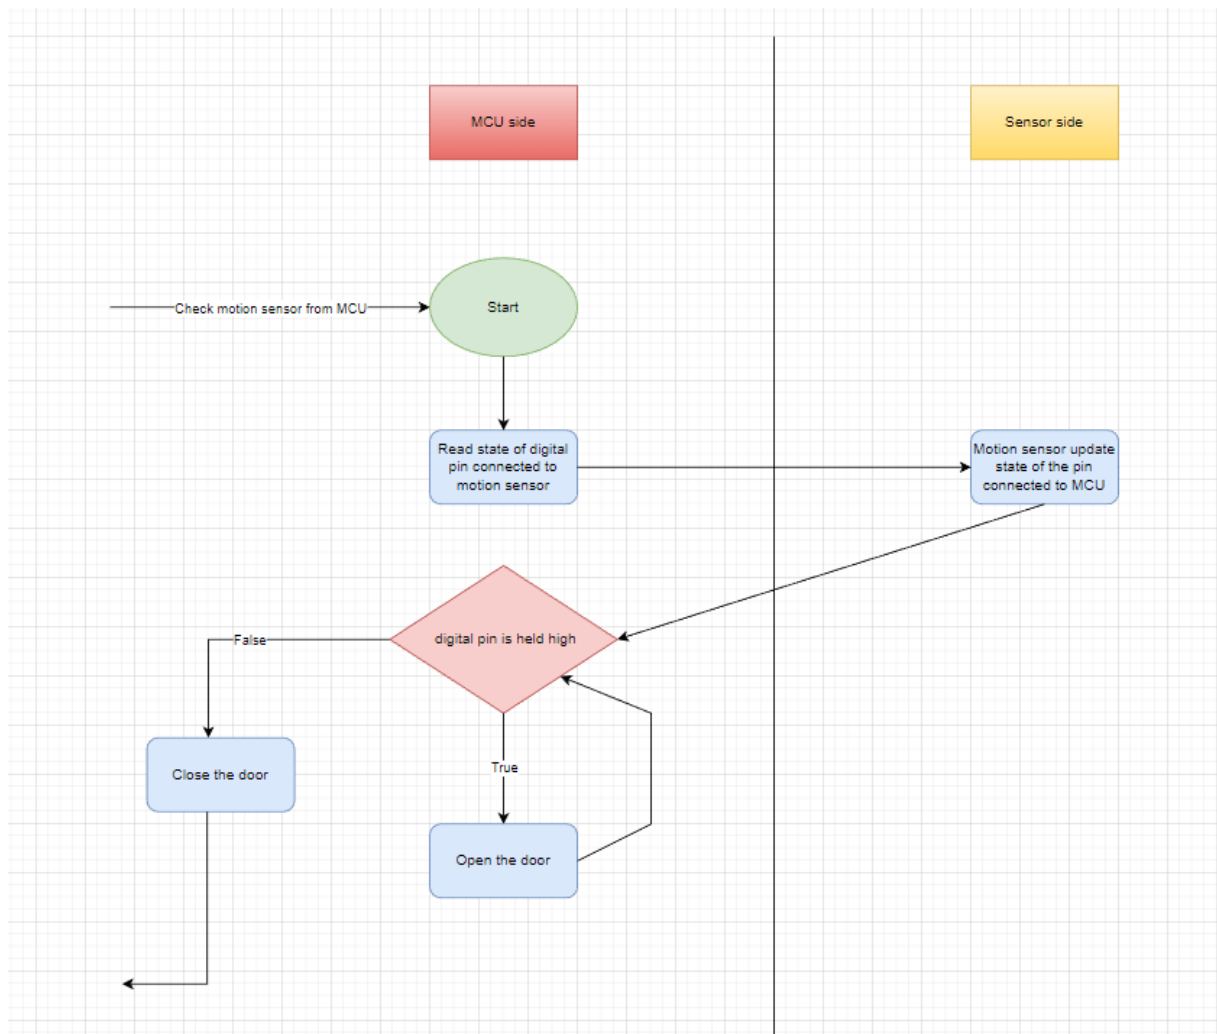 MCU side
Sensor side
Check motion sensor from MCU
Start
Read state of digital
pin connected to
motion sensor
Motion sensor update
state of the pin
connected to MCU
digital pin is held high
False
Close the door
True
Open the door